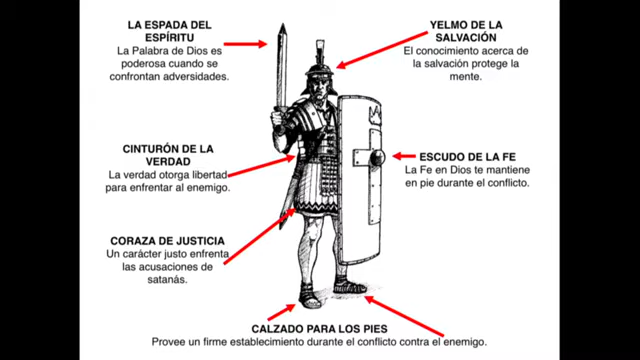 LA ESPADA DEL
ESPÍRITU
La Palabra de Dios es
poderosa cuando se
confrontan adversidades.
YELMO DE LA
SALVACIÓN
El conocimiento acerca de
la salvación protege la
mente.
CINTURÓN DE LA
VERDAD
La verdad otorga libertad
para enfrentar al enemigo.
ESCUDO DE LA FE
La Fe en Dios te mantiene
en pie durante el conflicto.
CORAZA DE JUSTICIA
Un carácter justo enfrenta
las acusaciones de
satanás.
CALZADO PARA LOS PIES
Provee un firme establecimiento durante el conflicto contra el enemigo.